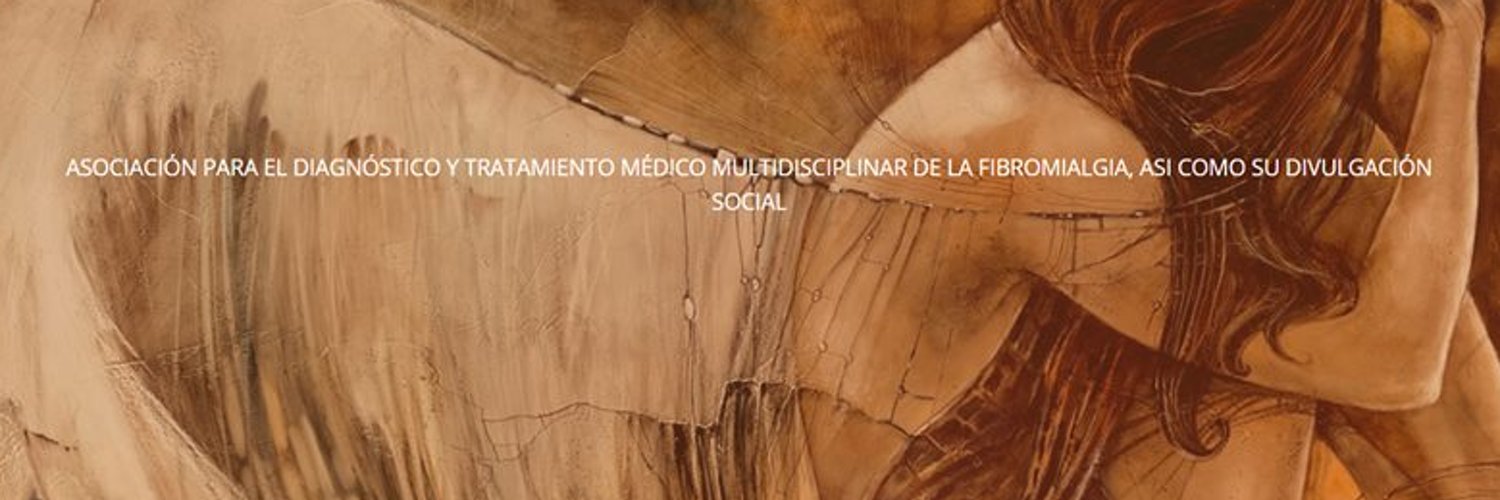 ASOCIACIÓN PARA EL DIAGNÓSTICO Y TRATAMIENTO MÉDICO MULTIDISCIPLINAR DE LA FIBROMIALGIA, ASI COMO SU DIVULGACIÓN
SOCIAL